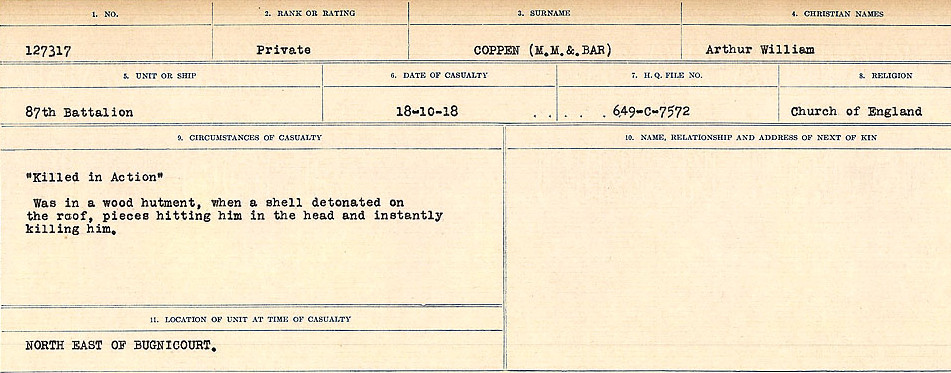 1. NO. 2. RANK OR RATING 3. SURNAME 4. CHRISTIAN NAMES
127317 Private COPPEN (M.M.&.BAR) Arthur William
5. UNIT OR SHIP 6. DATE OF CASUALTY 7. H. Q. FILE NO. 8. RELIGION
87th Battalion 18-10-18 . . . . . 649-C-7572 Church of England
9. CIRCUMSTANCES OF CASUALTY 10. NAME, RELATIONSHIP AND ADDRESS OF NEXT OF KIN
"Killed in Action"
Was in a wood hutment, when a shell detonated on
the roof, pieces hitting him in the head and instantly
killing him.
11. LOCATION OF UNIT AT TIME OF CASUALTY
NORTH EAST OF BUGNICOURT.